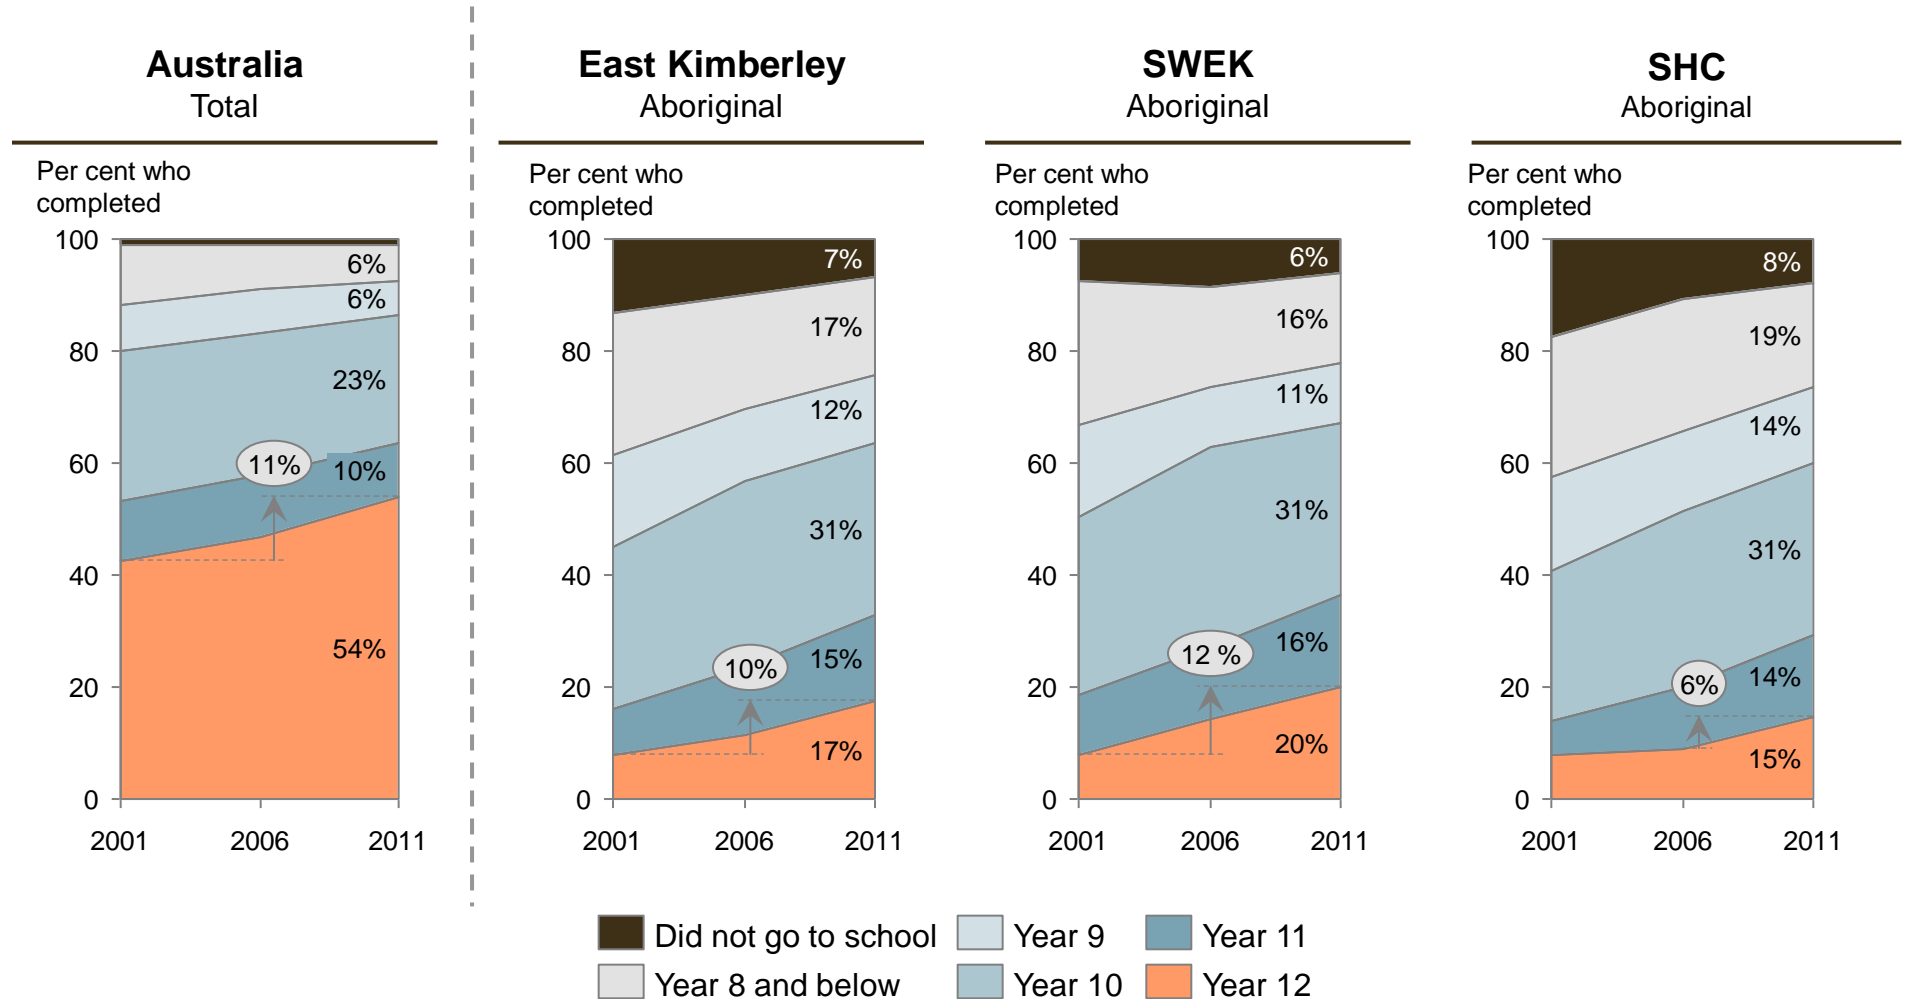 Australia
Total
East Kimberley
Aboriginal
SWEK
Aboriginal
SHC
Aboriginal
Per cent who
completed
100
80
60
40
20
0
6%
6%
23%
11%
10%
54%
2001
2006
2011
Per cent who
completed
100
80
60
40
20
0
7%
17%
12%
31%
10%
15%
17%
2001
2006
2011
Per cent who
completed
100
80
60
40
20
0
6%
16%
11%
31%
12 %
16%
20%
2001
2006
2011
Per cent who
completed
100
80
60
40
20
0
8%
19%
14%
31%
6%
14%
15%
2001
2006
2011
Did not go to school
Year 9
Year 11
Year 8 and below
Year 10
Year 12